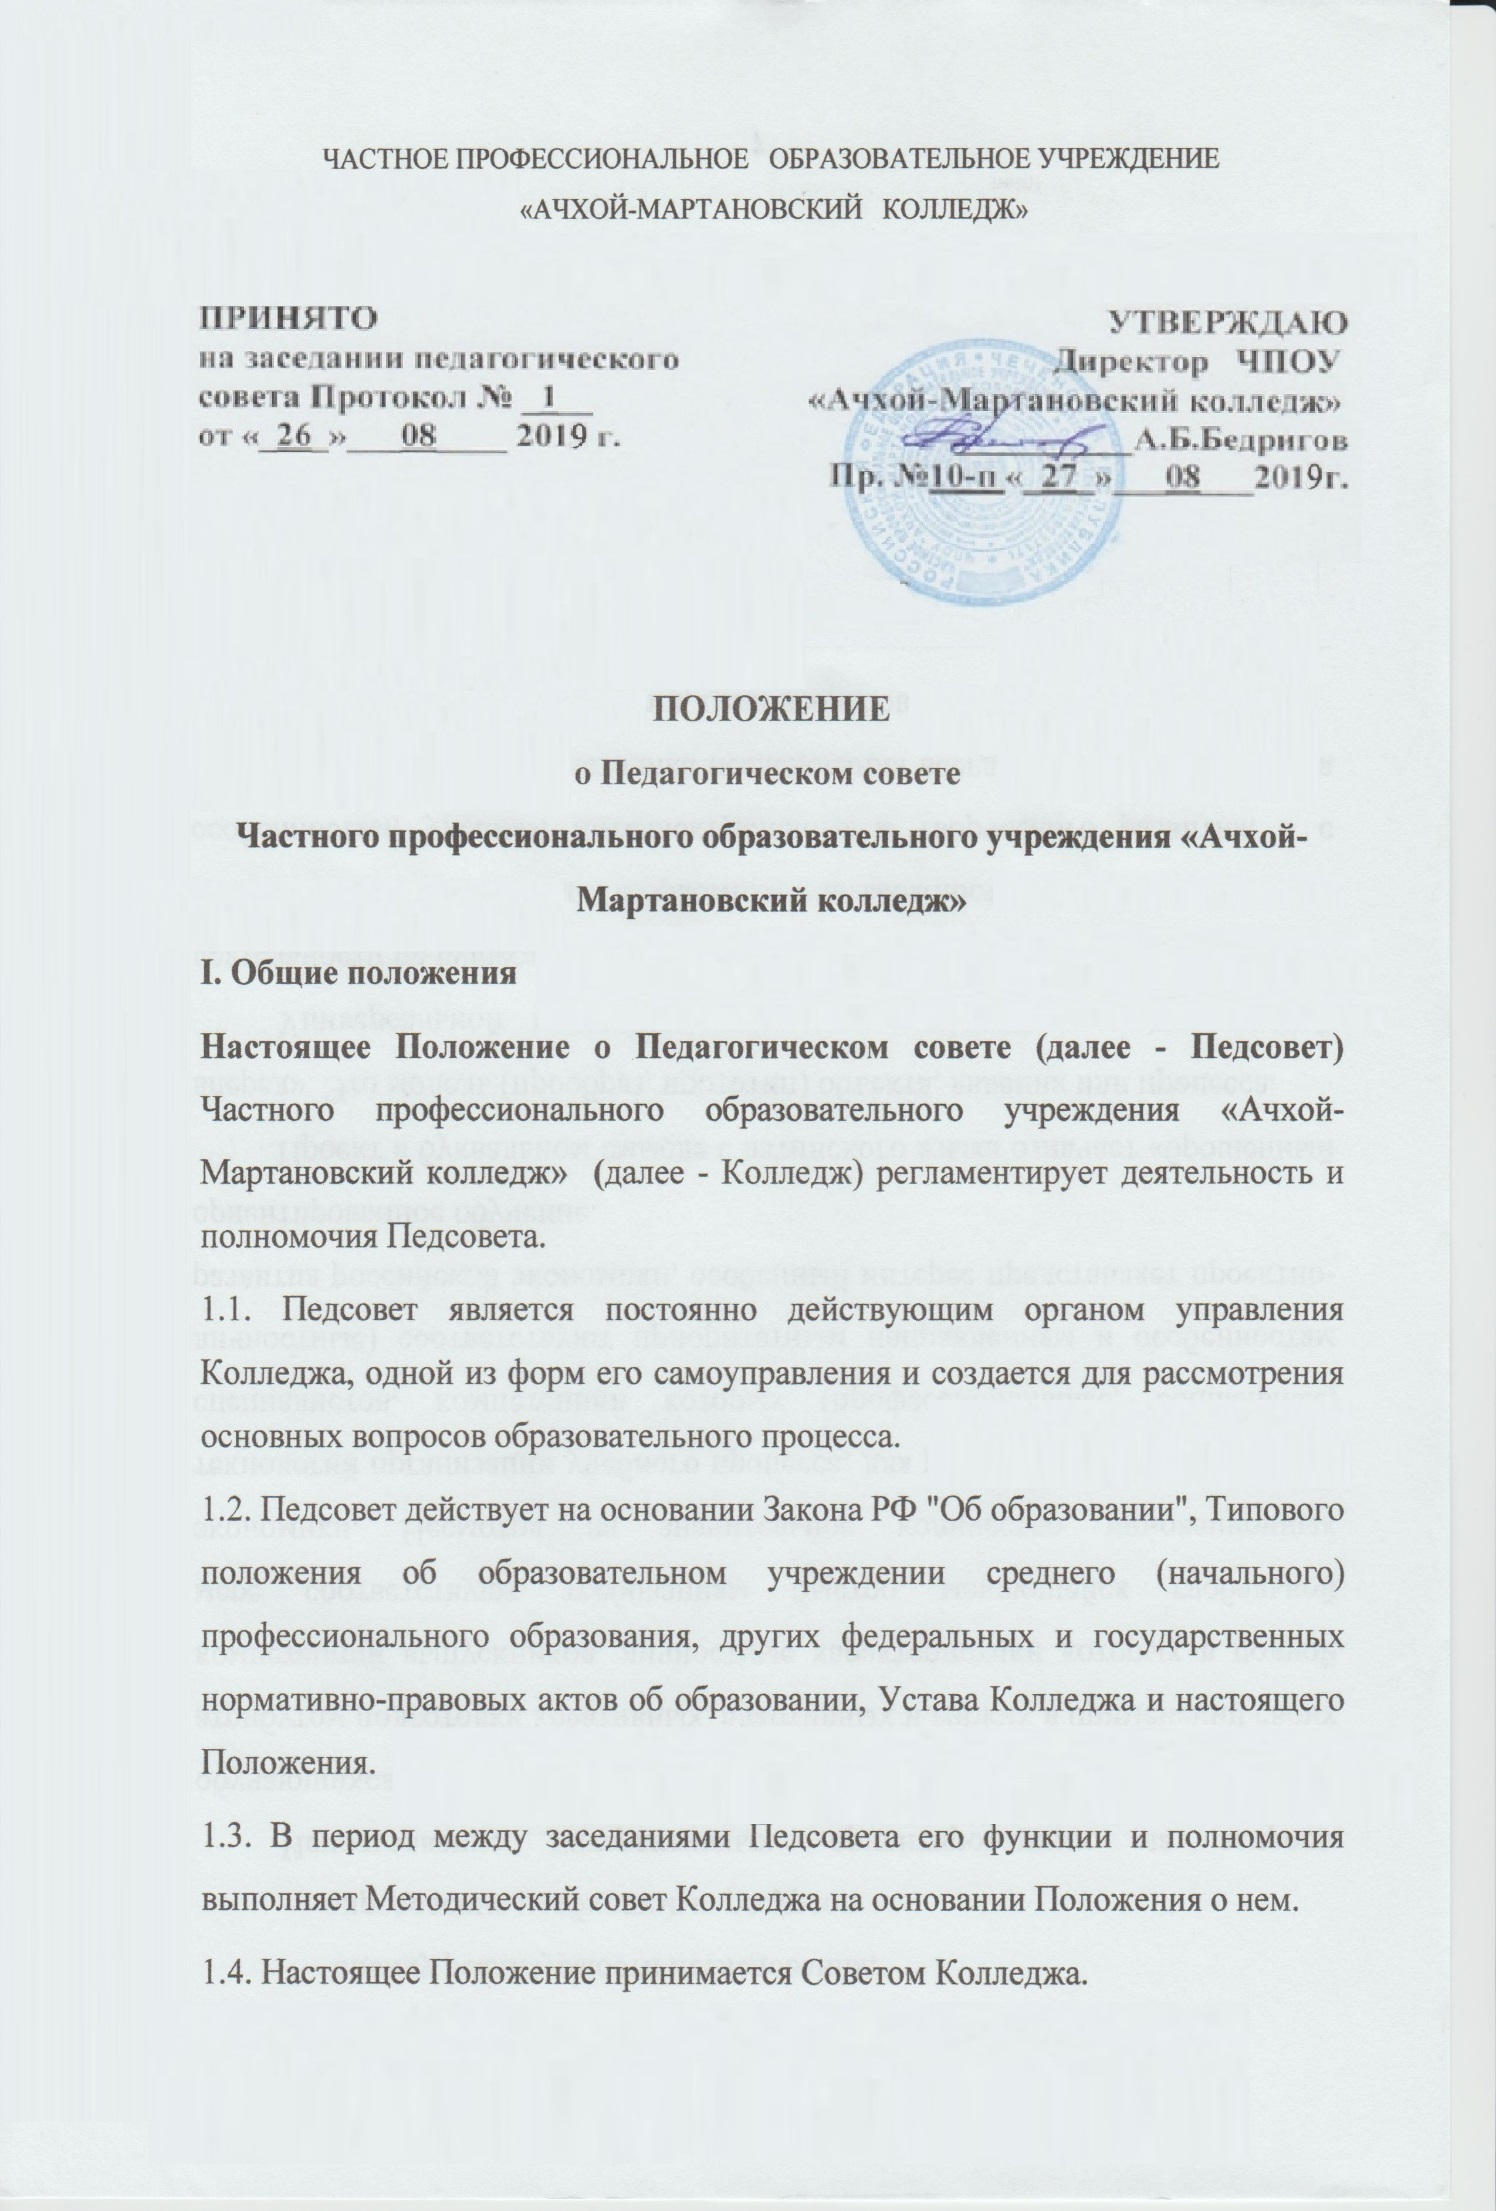 ЧАСТНОЕ ПРОФЕССИОНАЛЬНОЕ ОБРАЗОВАТЕЛЬНОЕ УЧРЕЖДЕНИЕ
«АЧХОЙ-МАРТАНОВСКИЙ КОЛЛЕДЖ»
ПРИНЯТО
на заседании педагогического
совета Протокол № 1
от « 26 » 08 2019 г.
УТВЕРЖДАЮ
Директор ЧПОУ
«Ачхой-Мартановский колледж»
А.Б.Бедригов
Пр. №10-п « 27 » 08 2019г.
ПОЛОЖЕНИЕ
о Педагогическом совете
Частного профессионального образовательного учреждения «Ачхой-
Мартановский колледж»
I. Общие положения
Настоящее Положение о Педагогическом совете (далее - Педсовет)
Частного профессионального образовательного учреждения «Ачхой-
Мартановский колледж» (далее - Колледж) регламентирует деятельность и
полномочия Педсовета.
1.1. Педсовет является постоянно действующим органом управления
Колледжа, одной из форм его самоуправления и создается для рассмотрения
основных вопросов образовательного процесса.
1.2. Педсовет действует на основании Закона РФ "Об образовании", Типового
положения об образовательном учреждении среднего (начального)
профессионального образования, других федеральных и государственных
нормативно-правовых актов об образовании, Устава Колледжа и настоящего
Положения.
1.3. В период между заседаниями Педсовета его функции и полномочия
выполняет Методический совет Колледжа на основании Положения о нем.
1.4. Настоящее Положение принимается Советом Колледжа.